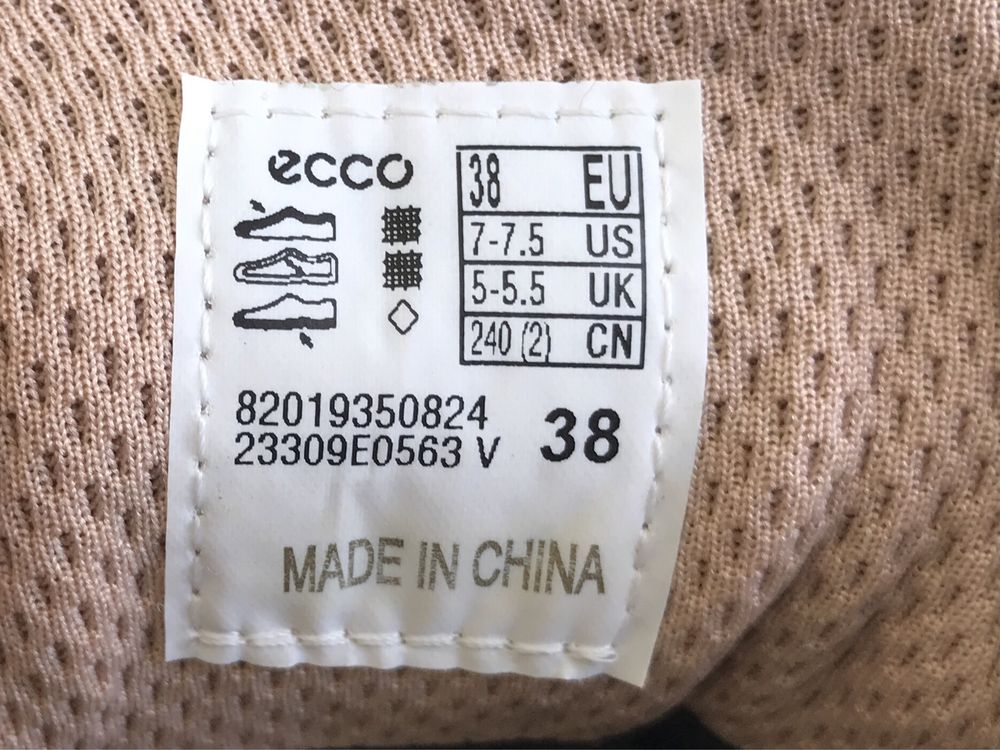 ecco
38 EU
7-7.5 US
5-5.5 UK
240 (2) CN
82019350824
23309E0563 V
38
MADE IN CHINA